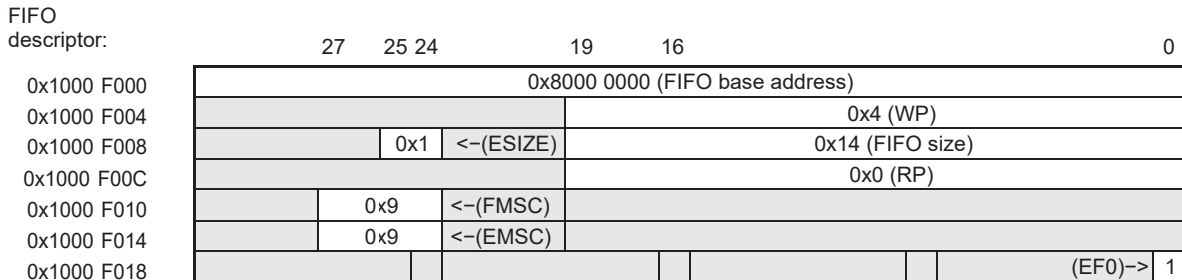 FIFO
descriptor:
27 25 24 19 16 0
0x1000 F000 0x8000 0000 (FIFO base address)
0x1000 F004 0x4 (WP)
0x1000 F008 0x1 <−(ESIZE) 0x14 (FIFO size)
0x1000 F00C 0x0 (RP)
0x1000 F010 0x9 <−(FMSC)
0x1000 F014 0x9 <−(EMSC)
0x1000 F018 (EF0)−> 1